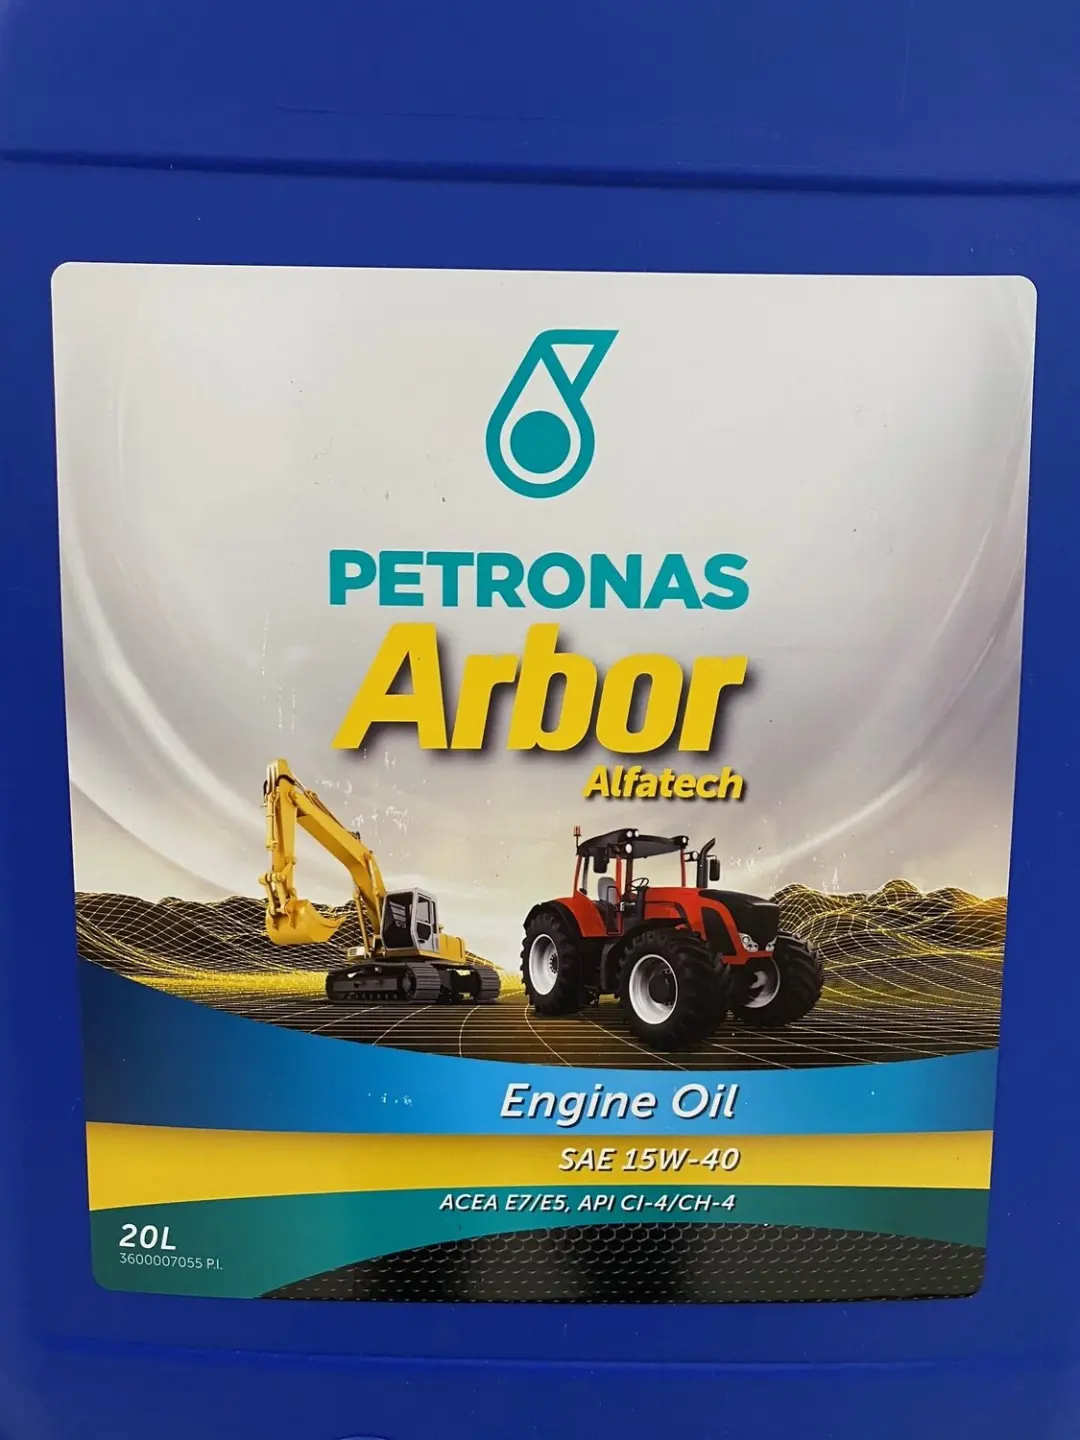 PETRONAS
Arbor
Alfatech
Engine Oil
SAE 15W-40
ACEA E7/E5, API CI-4/CH-4
20L
3600007055 P.I.